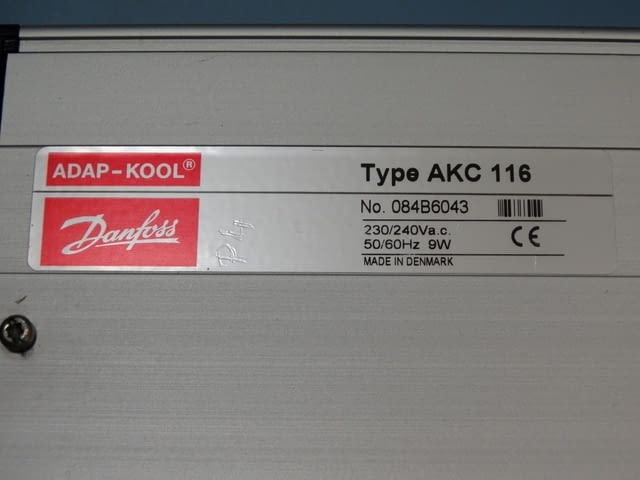 ADAP-KOOL®
Type AKC 116
Danfoss
No. 084B6043
230/240Va.c.
50/60Hz 9W
CE
MADE IN DENMARK